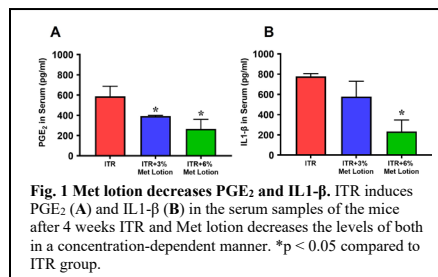 A
B
1000
800
600
400
200
0
PGE₂ in Serum (pg/ml)
*
*
ITR
ITR+3%
Met Lotion
ITR+6%
Met Lotion
1000
800
600
400
200
0
IL1-β in Serum (pg/ml)
*
ITR
ITR+3%
Met Lotion
ITR+6%
Met Lotion
Fig. 1 Met lotion decreases PGE₂ and IL1-β. ITR induces
PGE₂ (A) and IL1-β (B) in the serum samples of the mice
after 4 weeks ITR and Met lotion decreases the levels of both
in a concentration-dependent manner. *p < 0.05 compared to
ITR group.